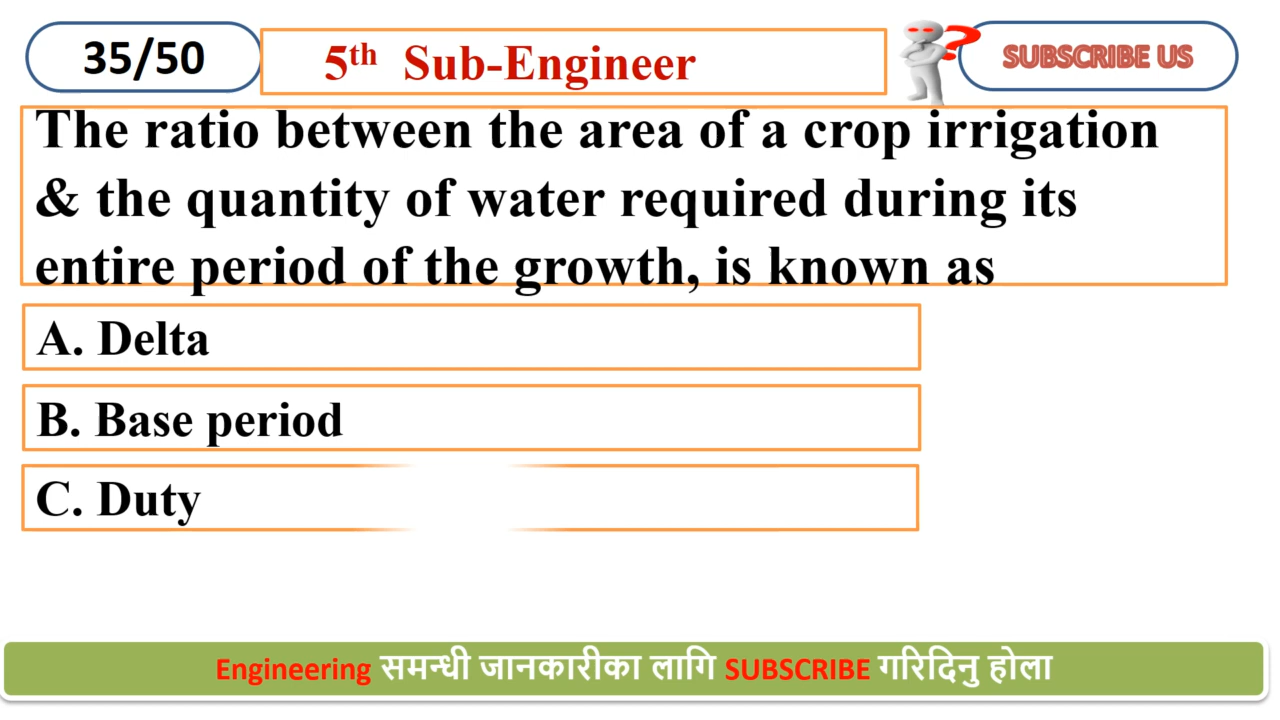 35/50
5th Sub-Engineer
SUBSCRIBE US
The ratio between the area of a crop irrigation
& the quantity of water required during its
entire period of the growth, is known as
A. Delta
B. Base period
C. Duty
Engineering समन्धी जानकारीका लागि SUBSCRIBE गरिदिनु होला